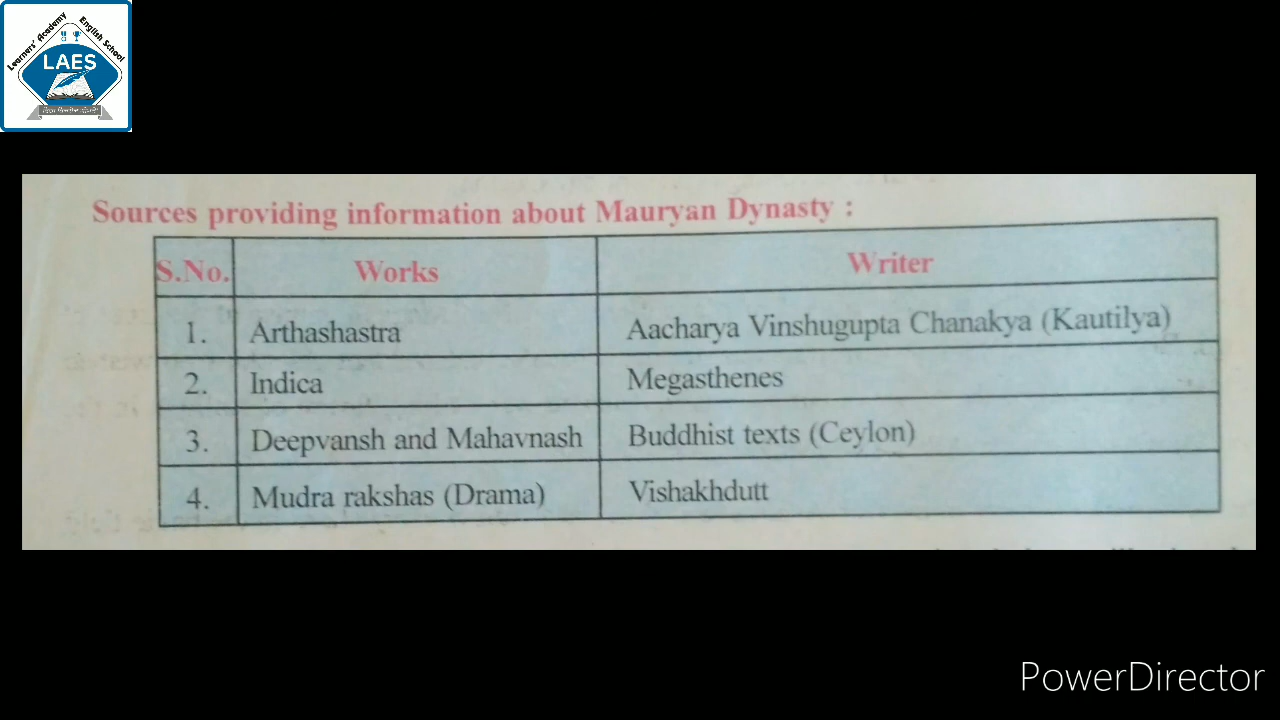 Learners' Academy English School
LAES
Sources providing information about Mauryan Dynasty :
S.No. Works Writer
1. Arthashastra Aacharya Vinshugupta Chanakya (Kautilya)
2. Indica Megasthenes
3. Deepvansh and Mahavnash Buddhist texts (Ceylon)
4. Mudra rakshas (Drama) Vishakhdutt
PowerDirector